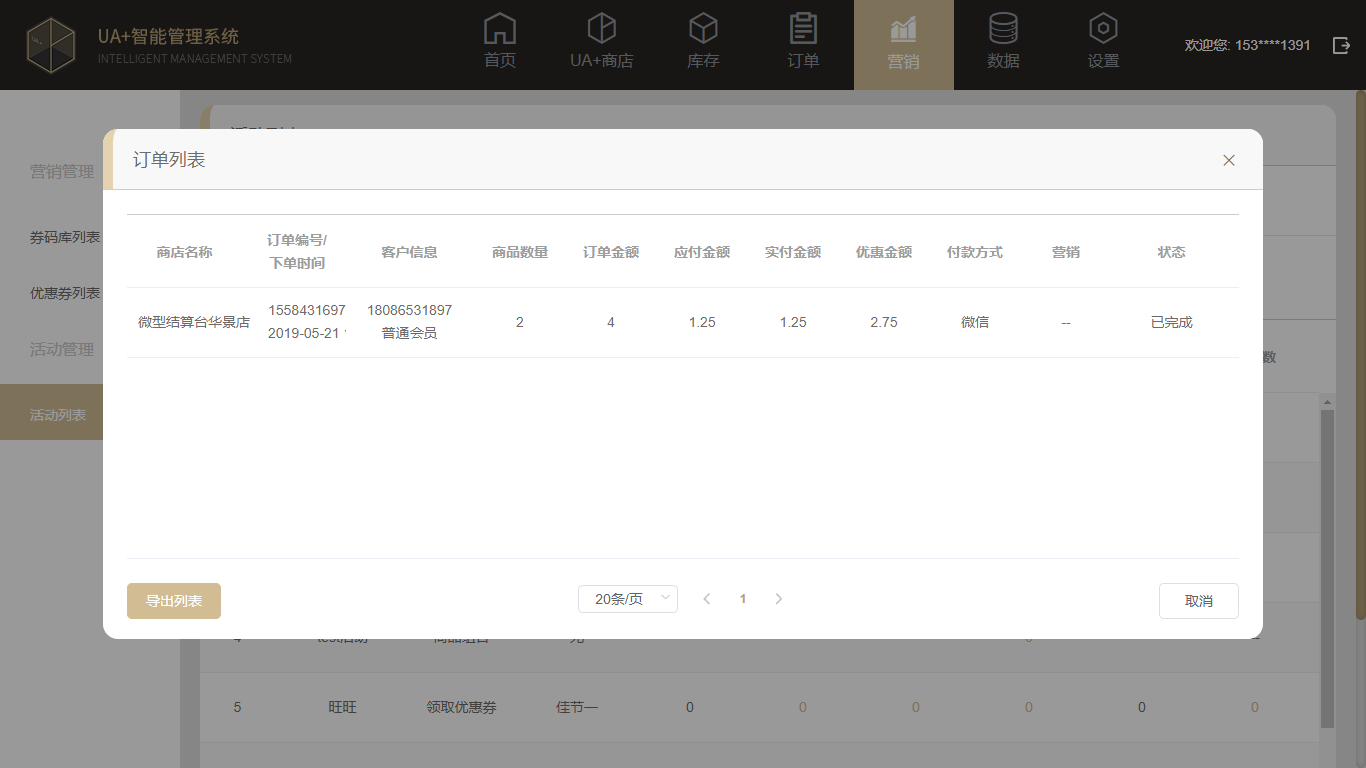 UA+智能管理系统
INTELLIGENT MANAGEMENT SYSTEM
首页
UA+商店
库存
订单
营销
数据
设置
欢迎您: 153****1391
营销管理
券码库列表
优惠券列表
活动管理
活动列表
订单列表
商店名称
订单编号/
下单时间
客户信息
商品数量
订单金额
应付金额
实付金额
优惠金额
付款方式
营销
状态
微型结算台华景店
1558431697
2019-05-21
18086531897
普通会员
2
4
1.25
1.25
2.75
微信
--
已完成
数
导出列表
20条/页
1
取消
5
旺旺
领取优惠券
佳节一
0
0
0
0
0
0